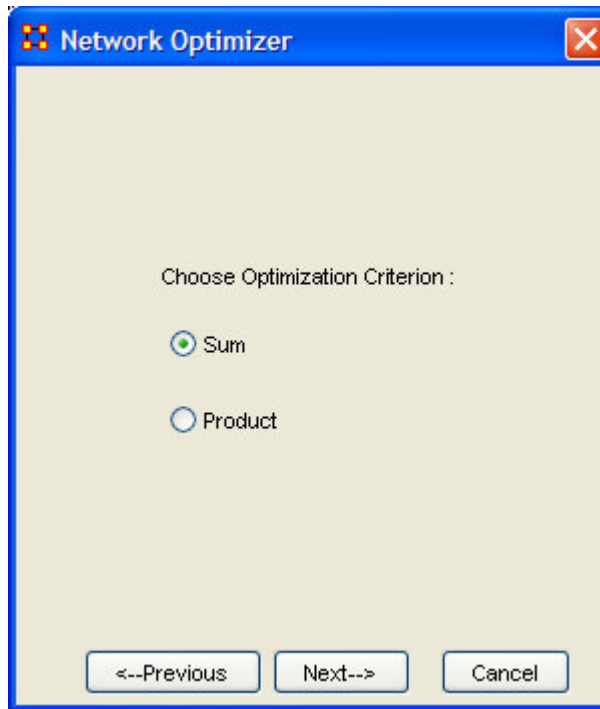 Network Optimizer
Choose Optimization Criterion :
Sum
Product
<--Previous Next--> Cancel